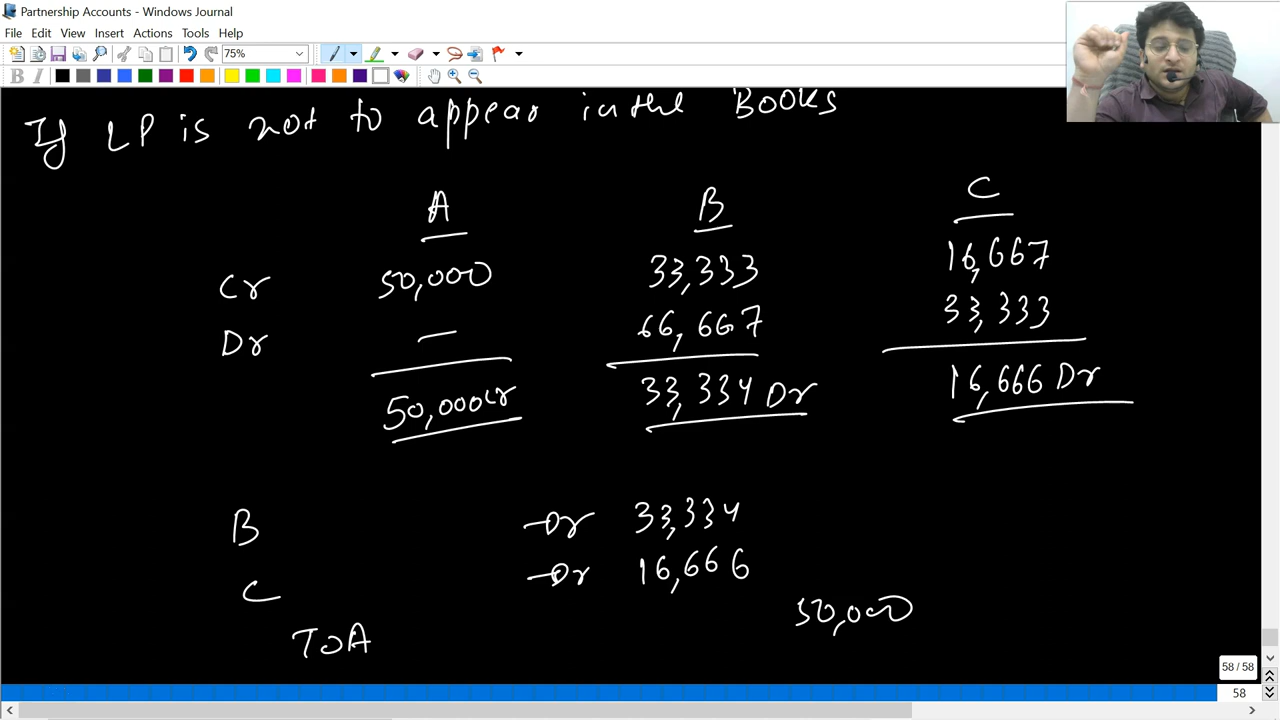 Partnership Accounts - Windows Journal
File Edit View Insert Actions Tools Help
75%
B I
If LP is not to appear in the Books
A B C
Cr 50,000 33,333 16,667
Dr — 66,667 33,333
50,000 cr 33,334 Dr 16,666 Dr
B -Dr 33,334
C -Dr 16,666
To A 50,000
58 / 58
58